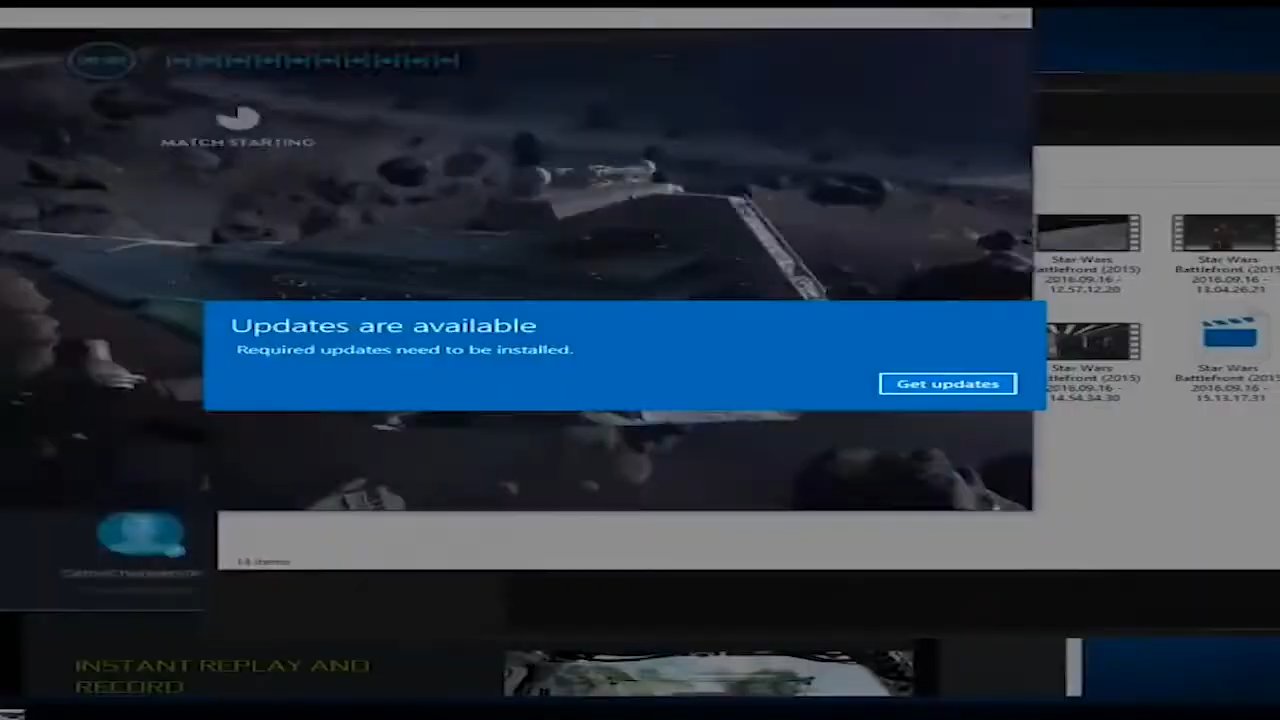 MATCH STARTING
Star Wars
Battlefront (2015)
2016.09.16 -
12.57.12.20
Star Wars
Battlefront (2015)
2016.09.16 -
13.04.26.21
Updates are available
Required updates need to be installed.
Get updates
Star Wars
2016.09.16 -
14.54.34.30
Star Wars
Battlefront (2015)
2016.09.16 -
15.13.17.31
items
INSTANT REPLAY AND
RECORD